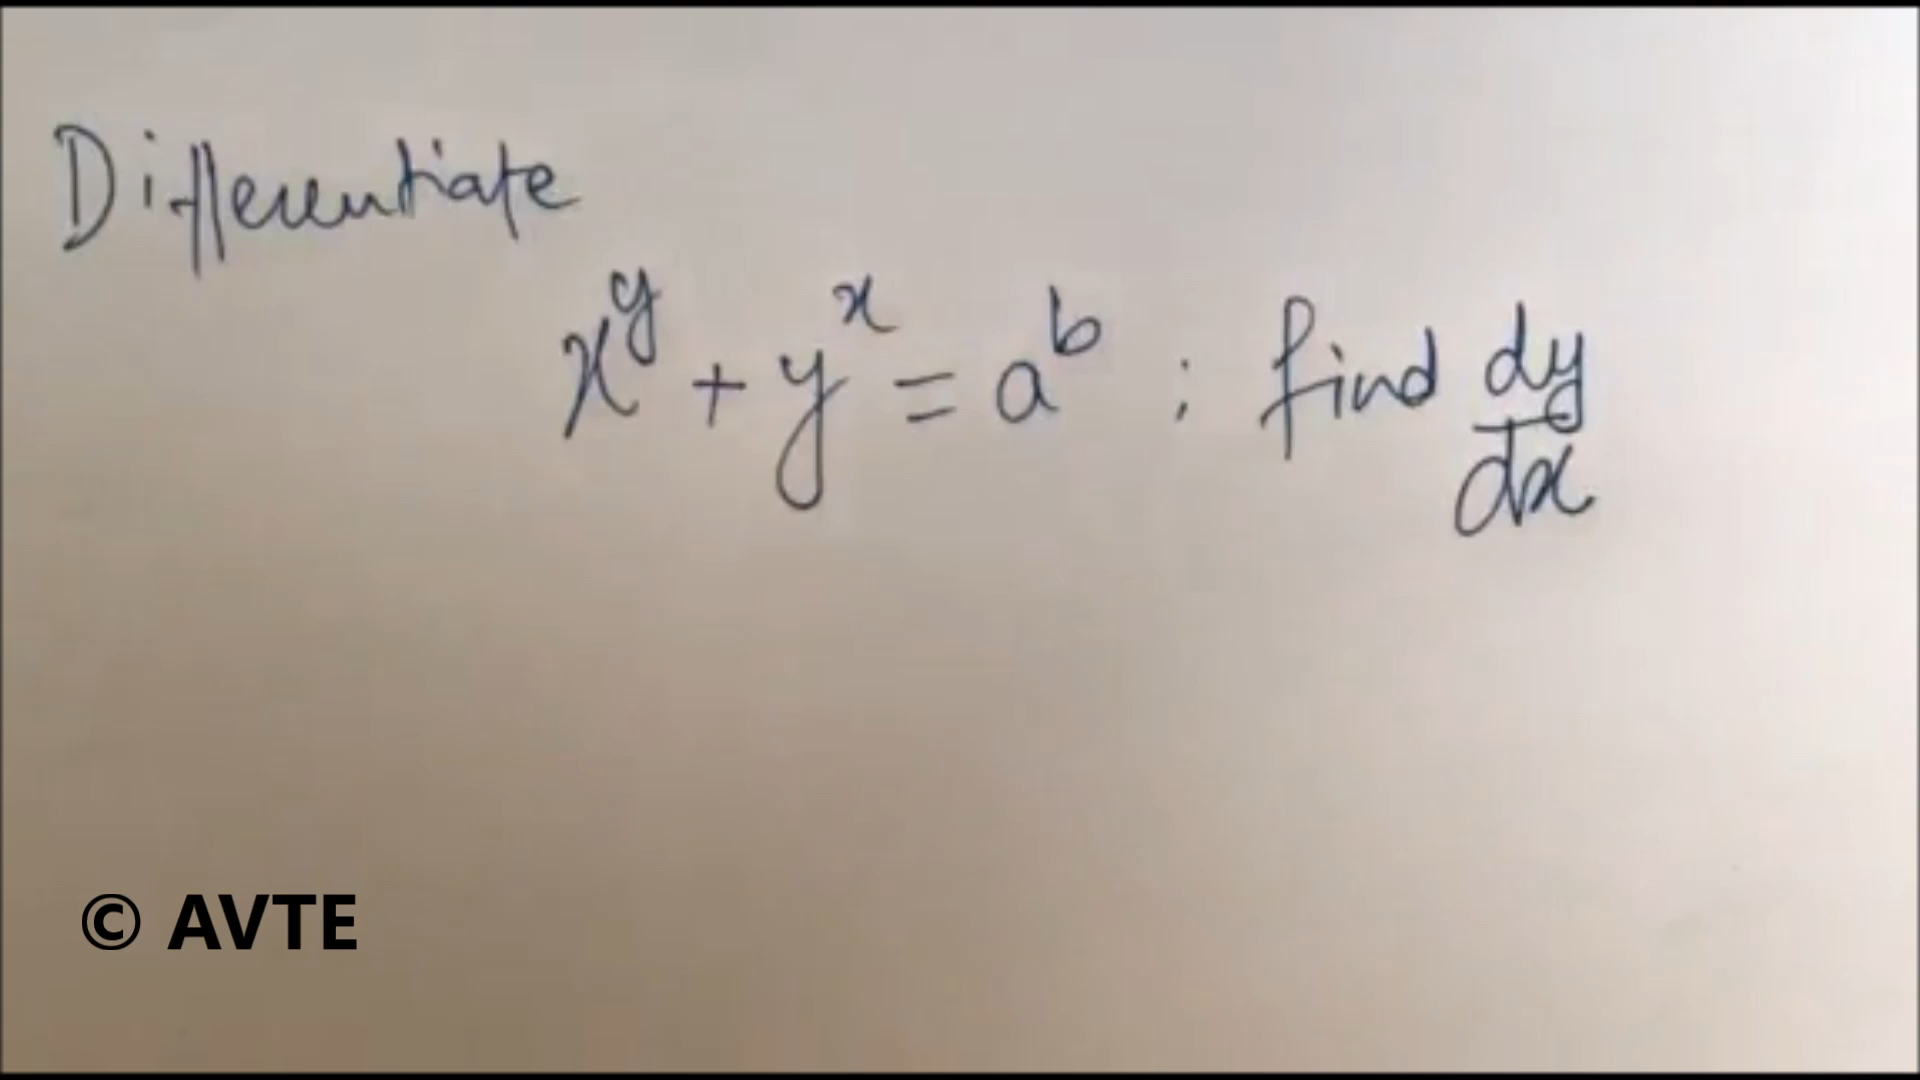 Differentiate
x^y + y^x = a^b ; find dy/dx
© AVTE